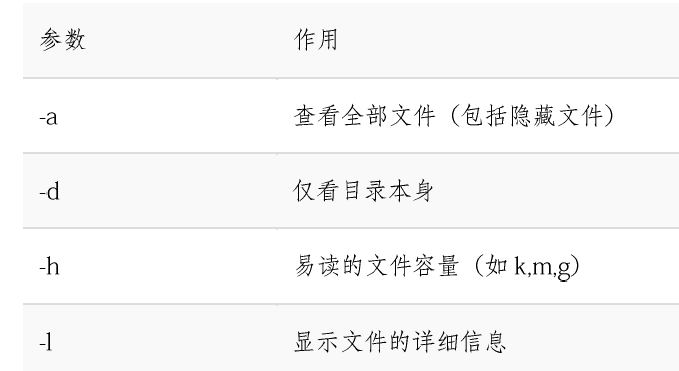 参数 作用
-a 查看全部文件（包括隐藏文件）
-d 仅看目录本身
-h 易读的文件容量（如 k,m,g）
-l 显示文件的详细信息